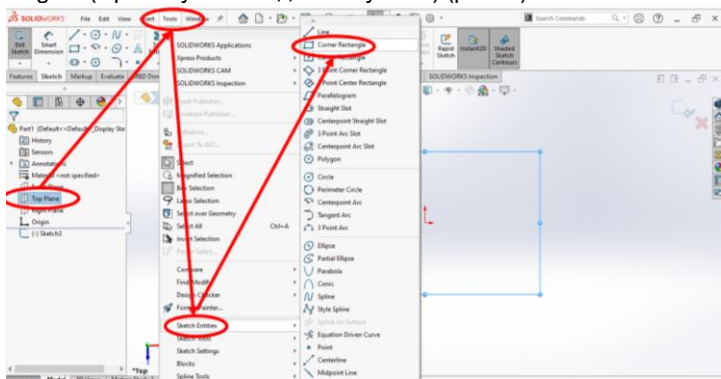 SOLIDWORKS File Edit View Insert Tools Window
Search Commands
Exit Sketch
Smart Dimension
Rapid Sketch
Instant2D
Shaded Sketch Contours
Features Sketch Markup Evaluate MBD Dim
SOLIDWORKS Inspection
Part1 (Default<<Default>_Display Sta
History
Sensors
Annotations
Material <not specified>
Top Plane
Right Plane
Origin
(-) Sketch3
SOLIDWORKS Applications
Xpress Products
SOLIDWORKS CAM
SOLIDWORKS Inspection
Select
Magnified Selection
Box Selection
Lasso Selection
Select over Geometry
Select All Ctrl+A
Invert Selection
Compare
Find/Modify
Design Checker
Format Painter...
Sketch Entities
Sketch Tools
Sketch Settings
Blocks
Spline Tools
Line
Corner Rectangle
3 Point Corner Rectangle
3 Point Center Rectangle
Parallelogram
Straight Slot
Centerpoint Straight Slot
3 Point Arc Slot
Centerpoint Arc Slot
Polygon
Circle
Perimeter Circle
Centerpoint Arc
Tangent Arc
3 Point Arc
Ellipse
Partial Ellipse
Parabola
Conic
Spline
Style Spline
Spline on Surface
Equation Driven Curve
Point
Centerline
Midpoint Line
*Top